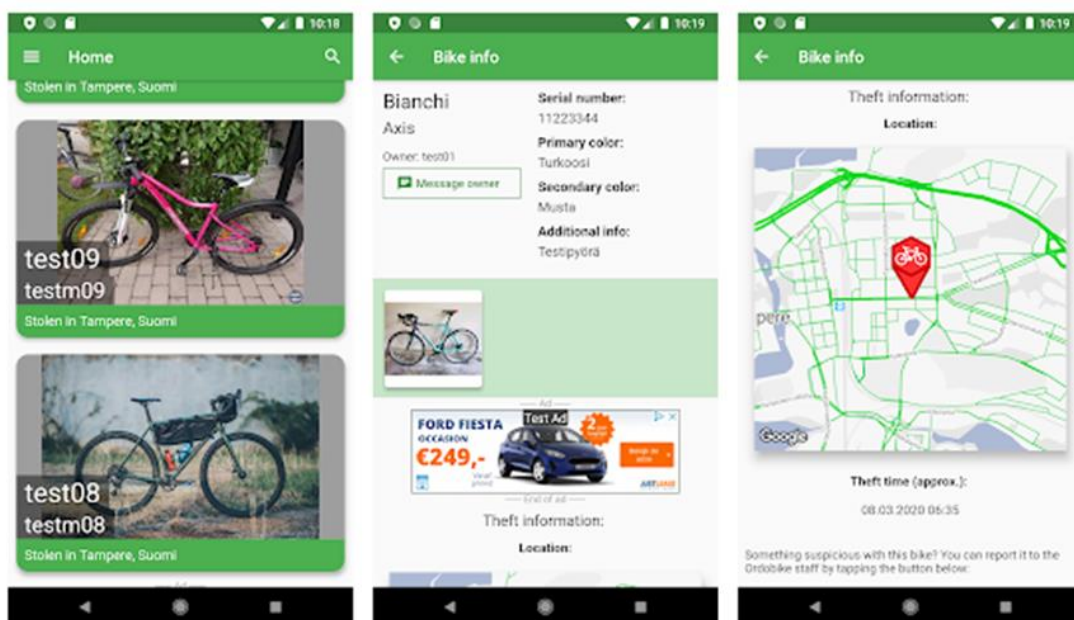 10:18
Home
Stolen in Tampere, Suomi
test09
testm09
Stolen in Tampere, Suomi
test08
testm08
Stolen in Tampere, Suomi
Ad
10:19
Bike info
Bianchi
Axis
Owner: test01
Message owner
Serial number:
11223344
Primary color:
Turkoosi
Secondary color:
Musta
Additional info:
Testipyörä
Ad
FORD FIESTA
OCCASION
€249,-
Test Ad
2
End of ad
Theft information:
Location:
10:19
Bike info
Theft information:
Location:
pere
Google
Theft time (approx.):
08.03.2020 06:35
Something suspicious with this bike? You can report it to the
Ordobike staff by tapping the button below: